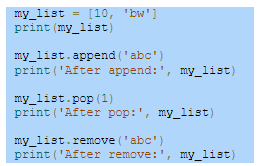 my_list = [10, 'bw']
print(my_list)
my_list.append('abc')
print('After append:', my_list)
my_list.pop(1)
print('After pop:', my_list)
my_list.remove('abc')
print('After remove:', my_list)